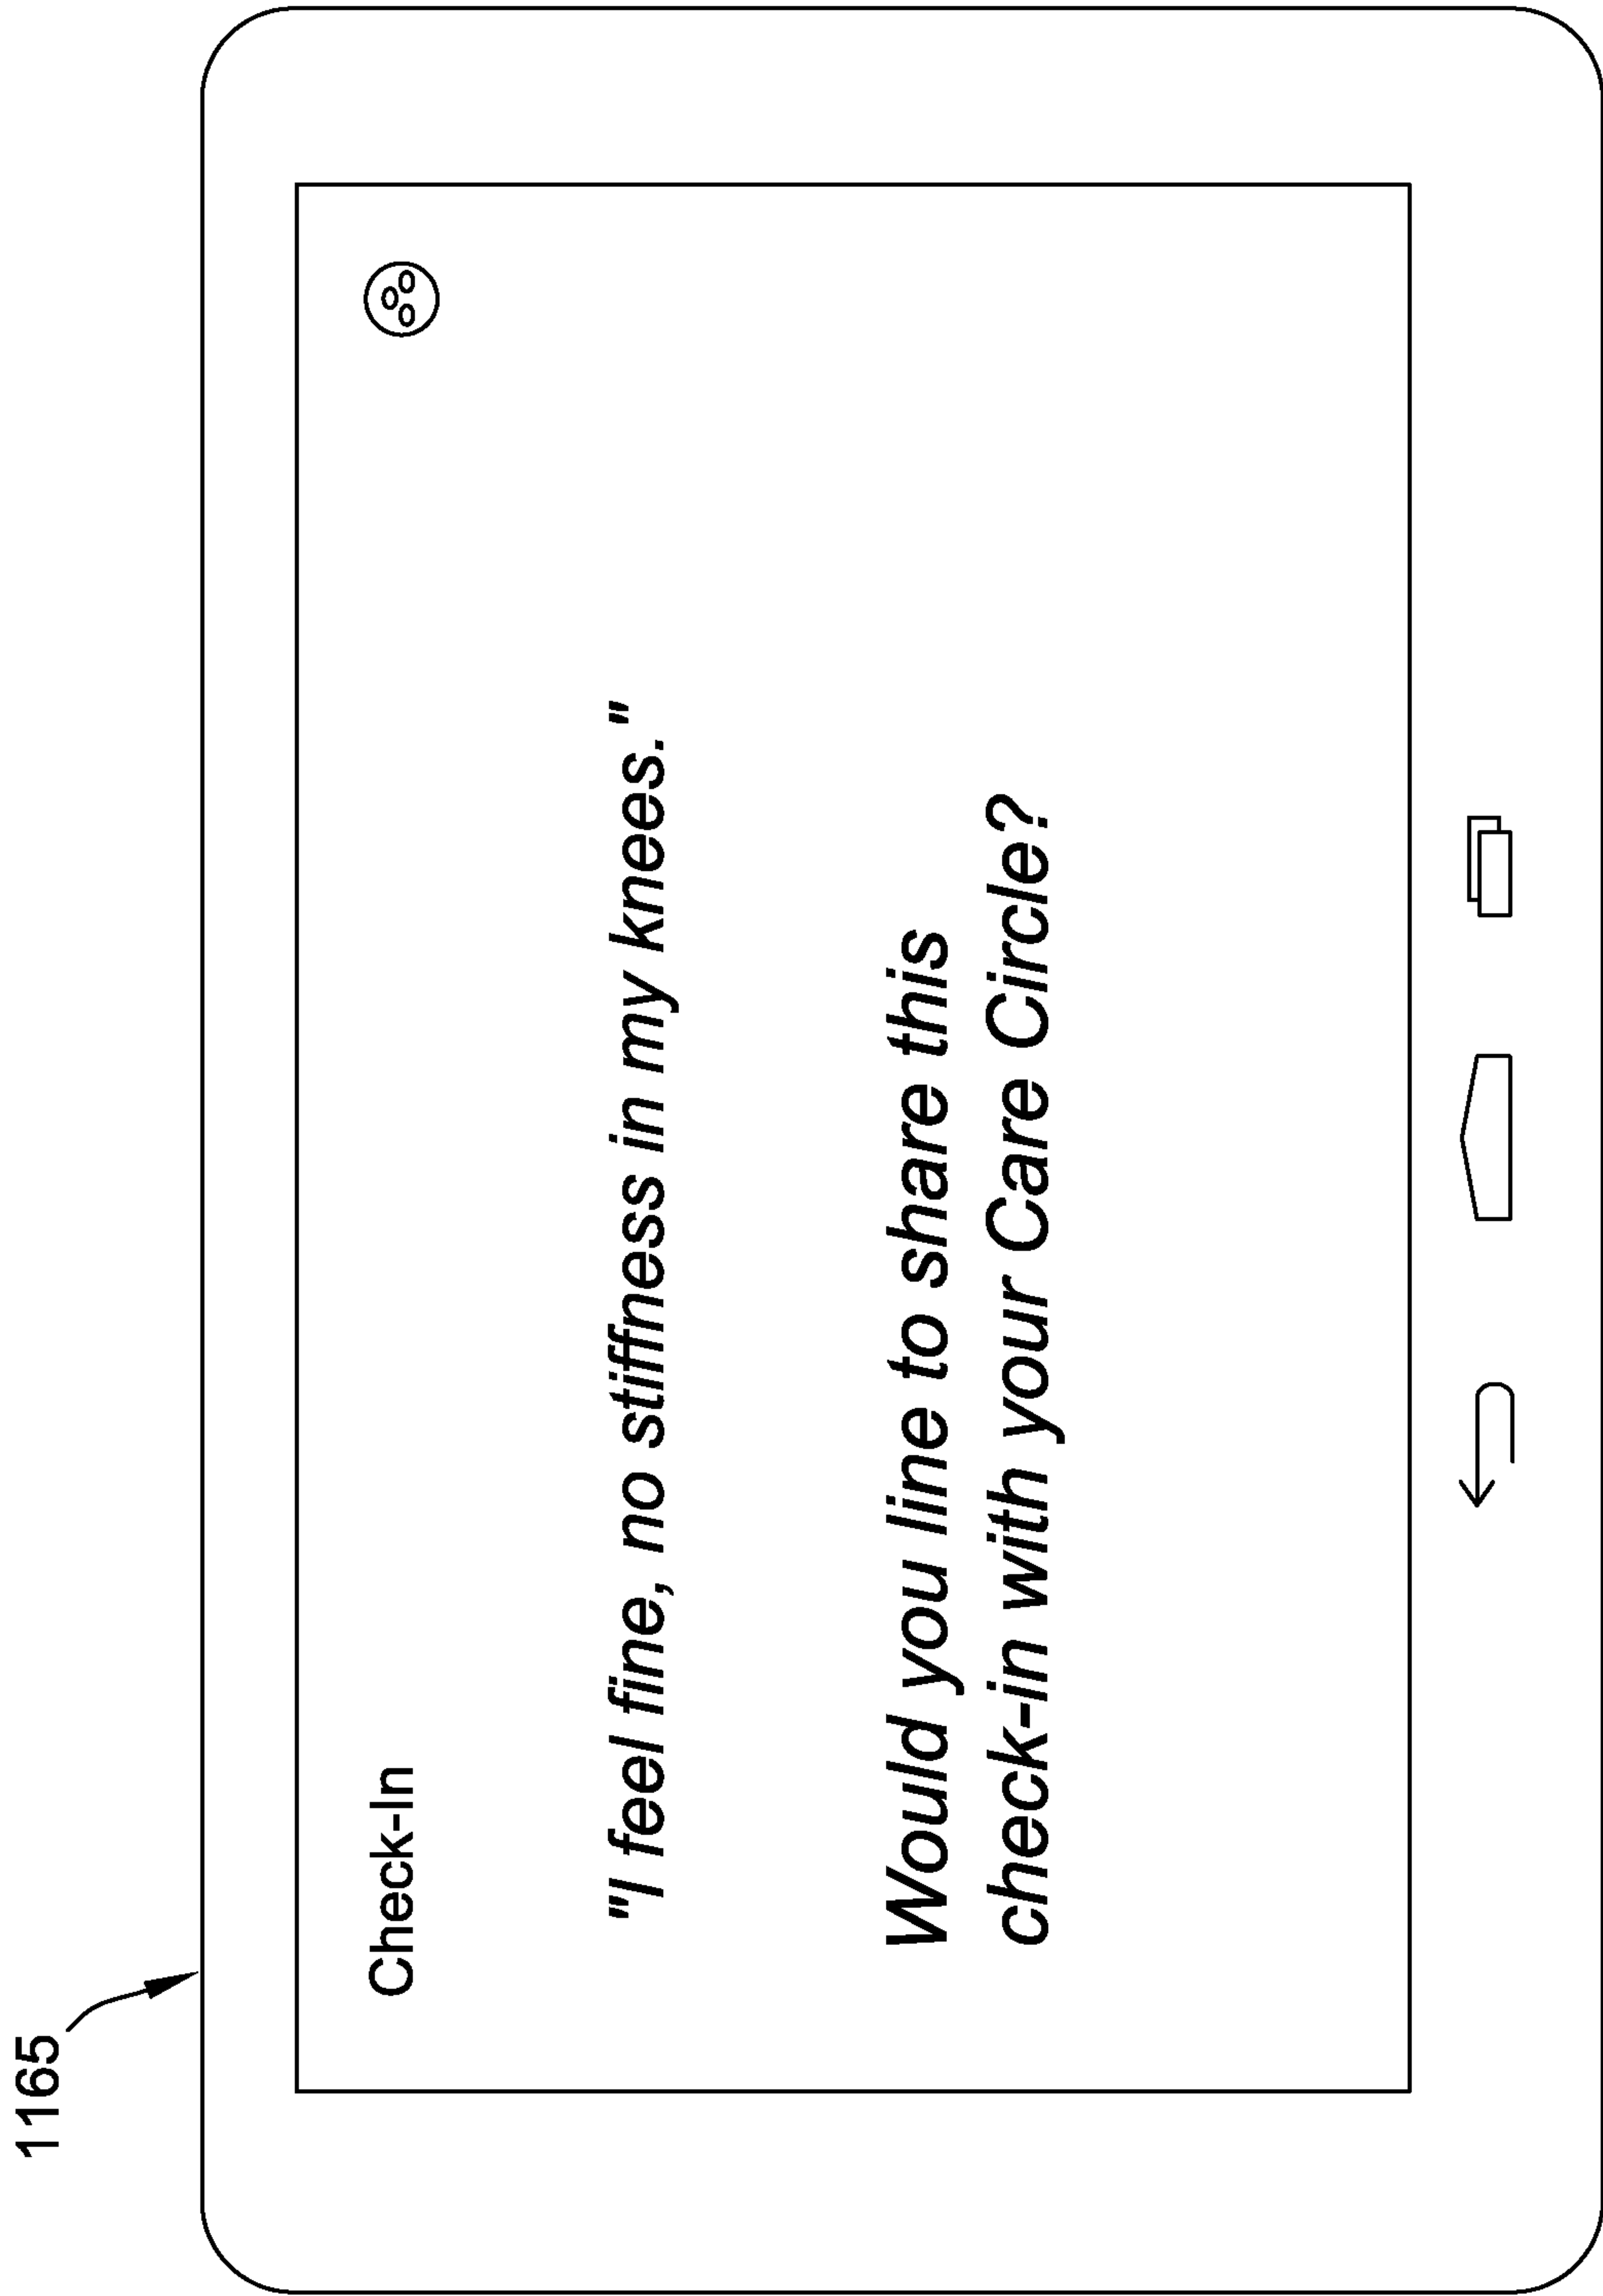 1165
Check-In
"I feel fine, no stiffness in my knees."
Would you line to share this
check-in with your Care Circle?